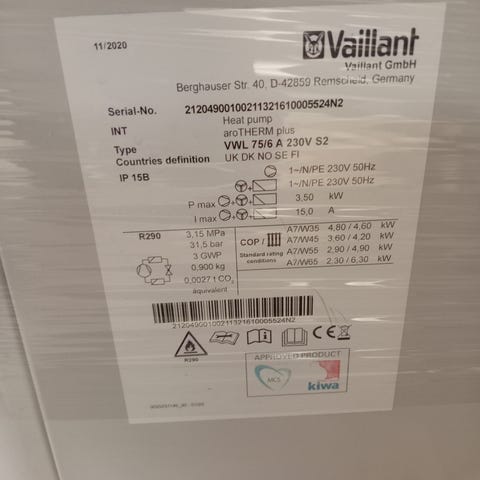 11/2020
Vaillant
Vaillant GmbH
Berghauser Str. 40, D-42859 Remscheid, Germany
Serial-No. 21204900100211321610005524N2
Heat pump
INT aroTHERM plus
Type VWL 75/6 A 230V S2
Countries definition UK DK NO SE FI
IP 15B 1~/N/PE 230V 50Hz
1~/N/PE 230V 50Hz
P max 3,50 kW
I max 15,0 A
R290 3,15 MPa
31,5 bar
3 GWP
0,900 kg
0,0027 t CO2
äquivalent
COP /
Standard rating
conditions
A7/W35 4,80 / 4,60 kW
A7/W45 3,60 / 4,20 kW
A7/W55 2,90 / 4,90 kW
A7/W65 2,30 / 6,30 kW
21204900100211321610005524N2
R290
CE
APPROVED PRODUCT
MCS
kiwa